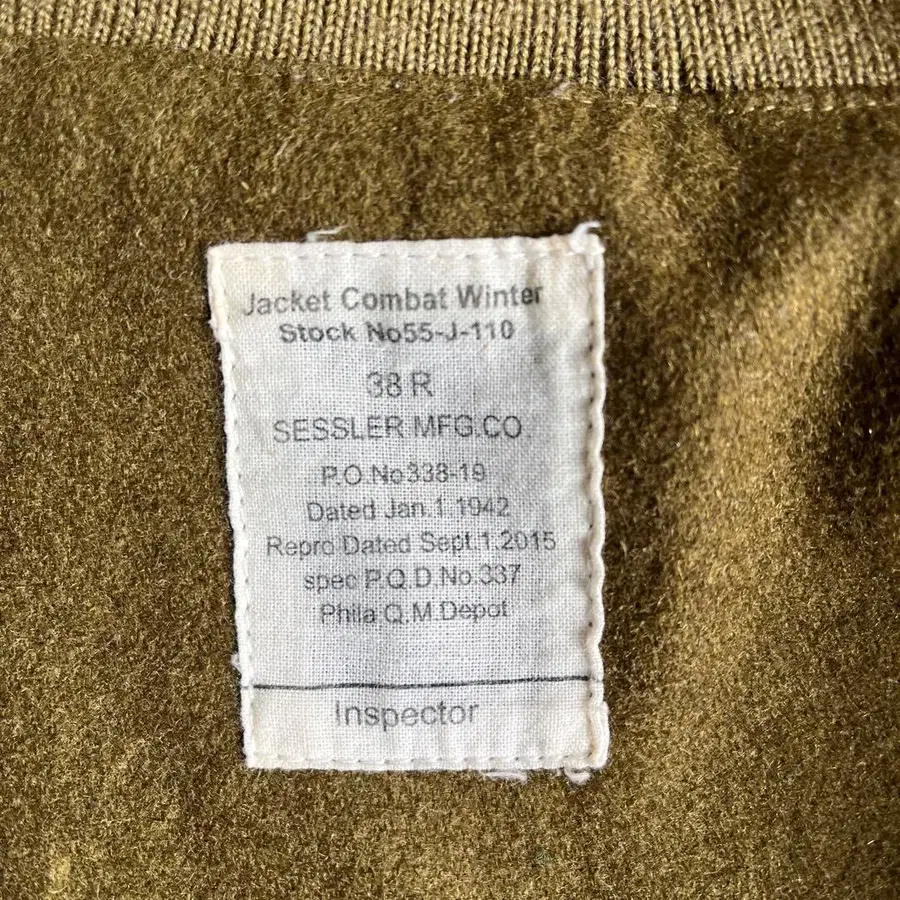 Jacket Combat Winter
Stock No55-J-110
38 R
SESSLER MFG.CO.
P.O.No338-19
Dated Jan.1.1942
Repro Dated Sept.1.2015
spec P.Q.D.No.337
Phila.Q.M.Depot
Inspector